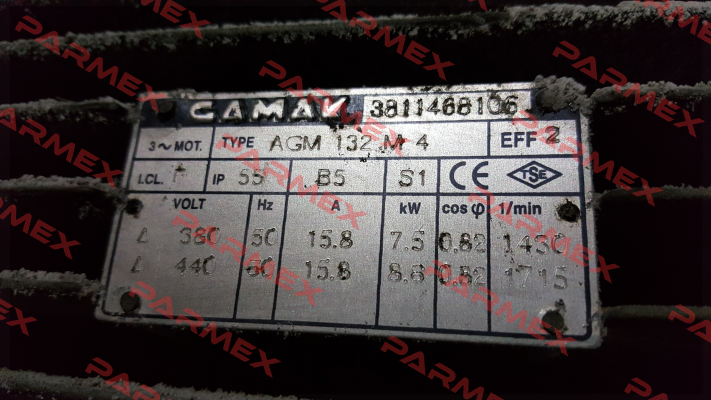 GAMAK 3811468106
3~MOT. TYPE AGM 132 M 4 EFF 2
I.CL. F IP 55 B5 S1 CE TSE
VOLT Hz A kW cos φ 1/min
Δ 380 50 15.8 7.5 0.82 1430
Δ 440 60 15.8 8.6 0.82 1715
PARMEX